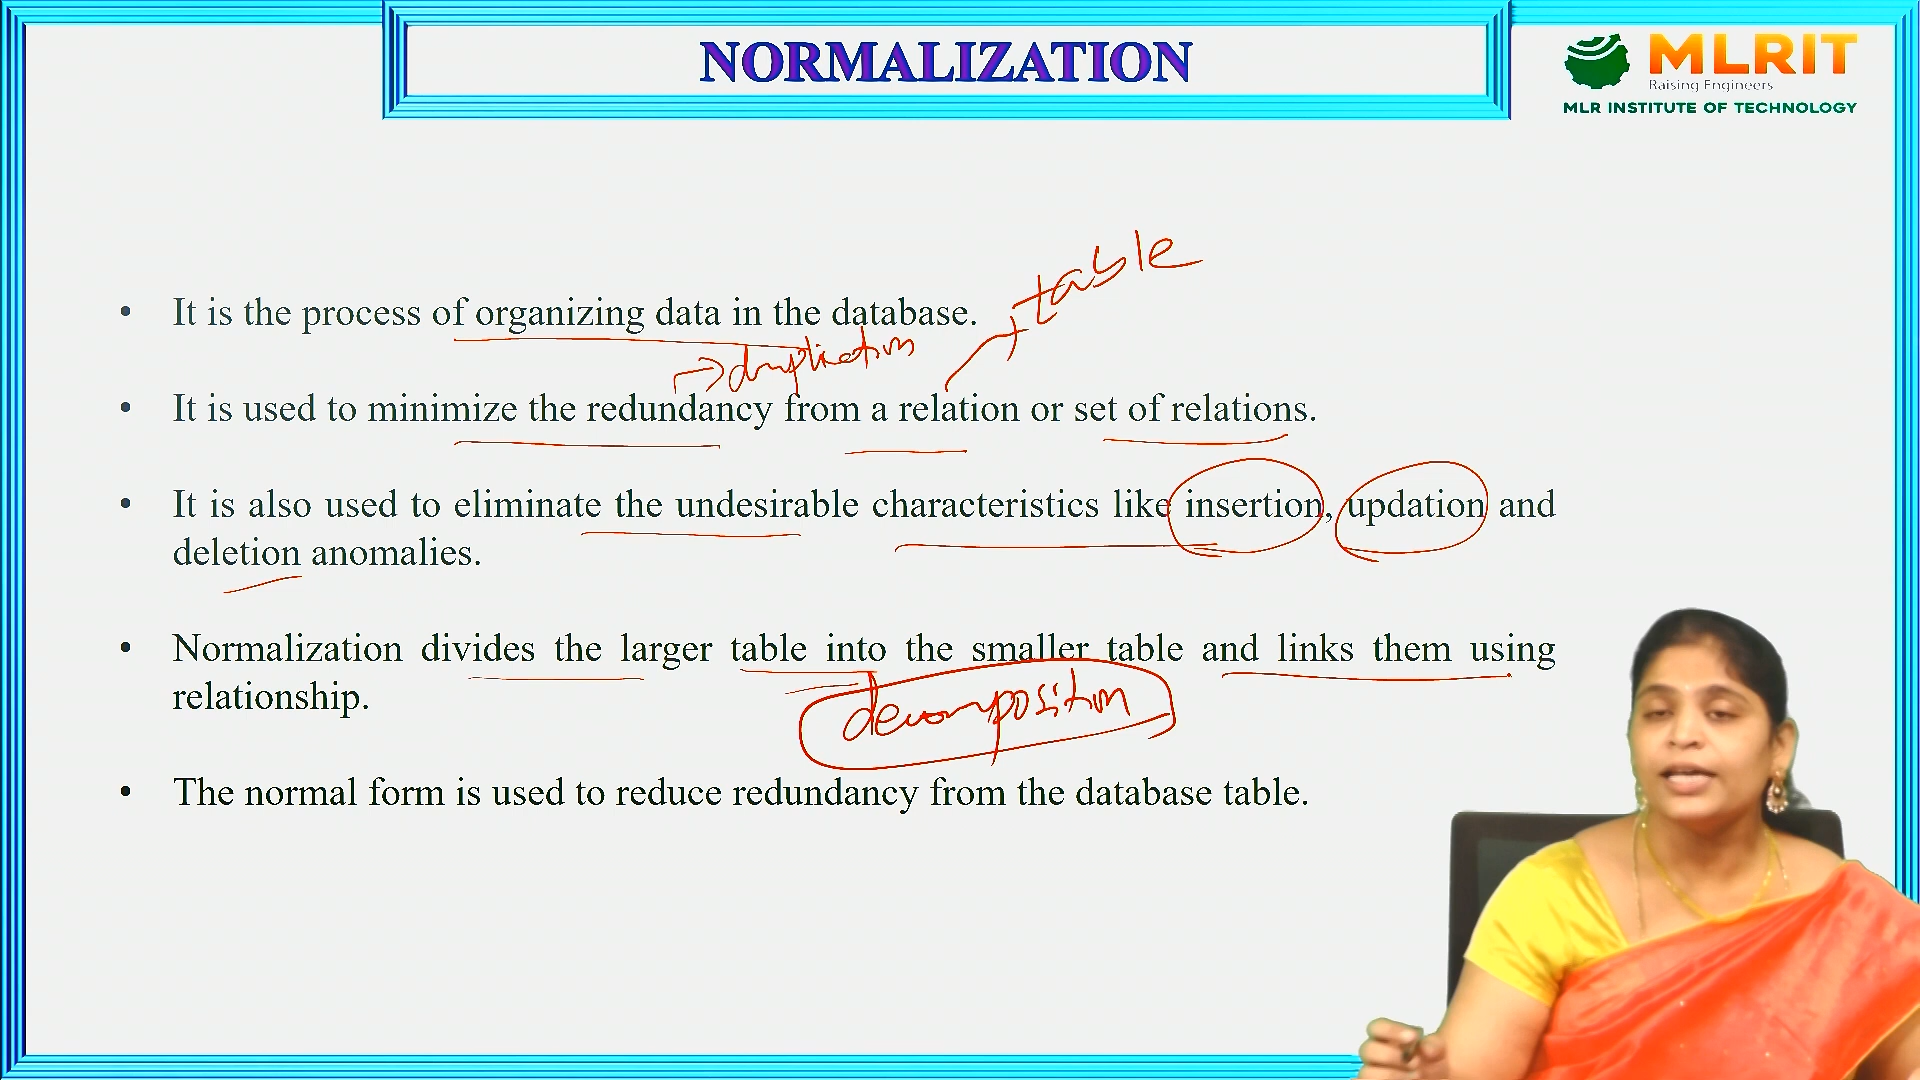 NORMALIZATION
MLRIT
Raising Engineers
MLR INSTITUTE OF TECHNOLOGY
table
• It is the process of organizing data in the database.
→ duplication
• It is used to minimize the redundancy from a relation or set of relations.
• It is also used to eliminate the undesirable characteristics like insertion, updation and
deletion anomalies.
• Normalization divides the larger table into the smaller table and links them using
relationship.
decomposition
• The normal form is used to reduce redundancy from the database table.